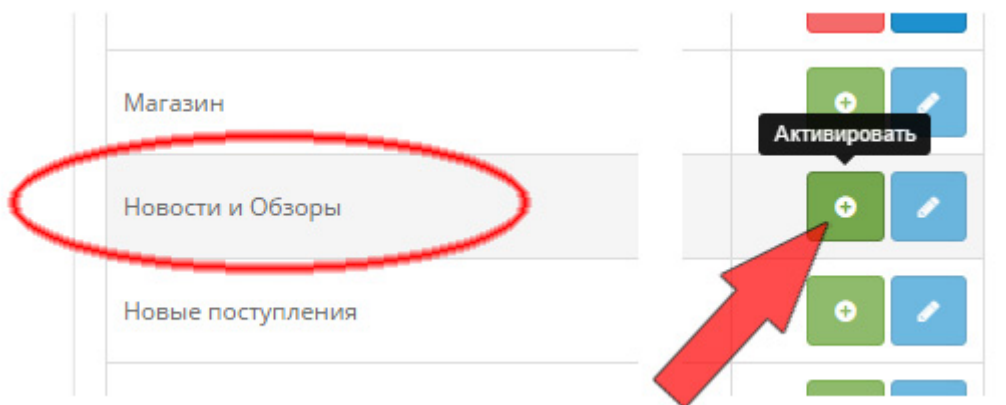 Магазин
Активировать
Новости и Обзоры
Новые поступления